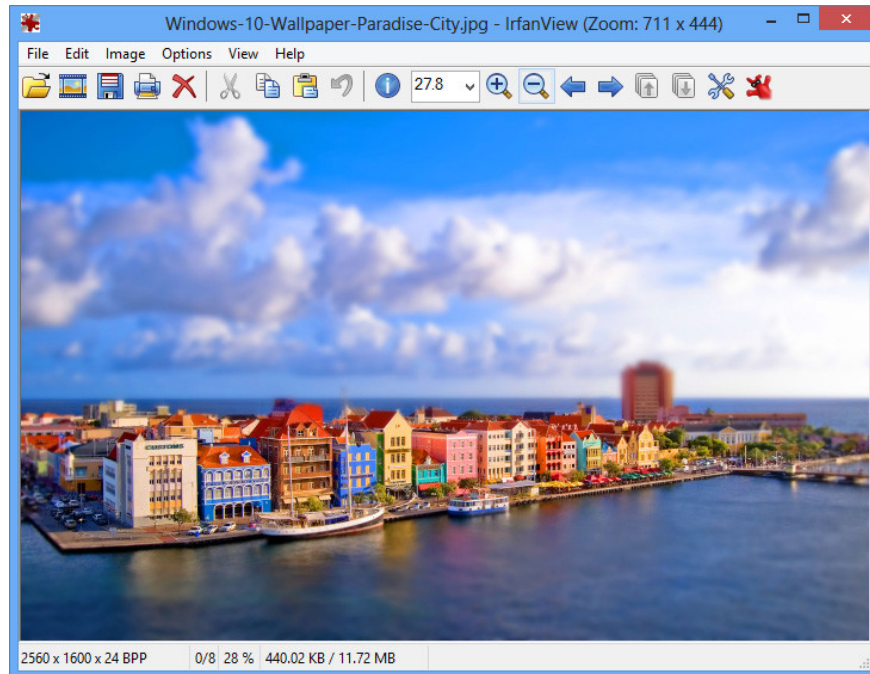 Windows-10-Wallpaper-Paradise-City.jpg - IrfanView (Zoom: 711 x 444)
File Edit Image Options View Help
27.8
CUSTOMS
2560 x 1600 x 24 BPP 0/8 28 % 440.02 KB / 11.72 MB